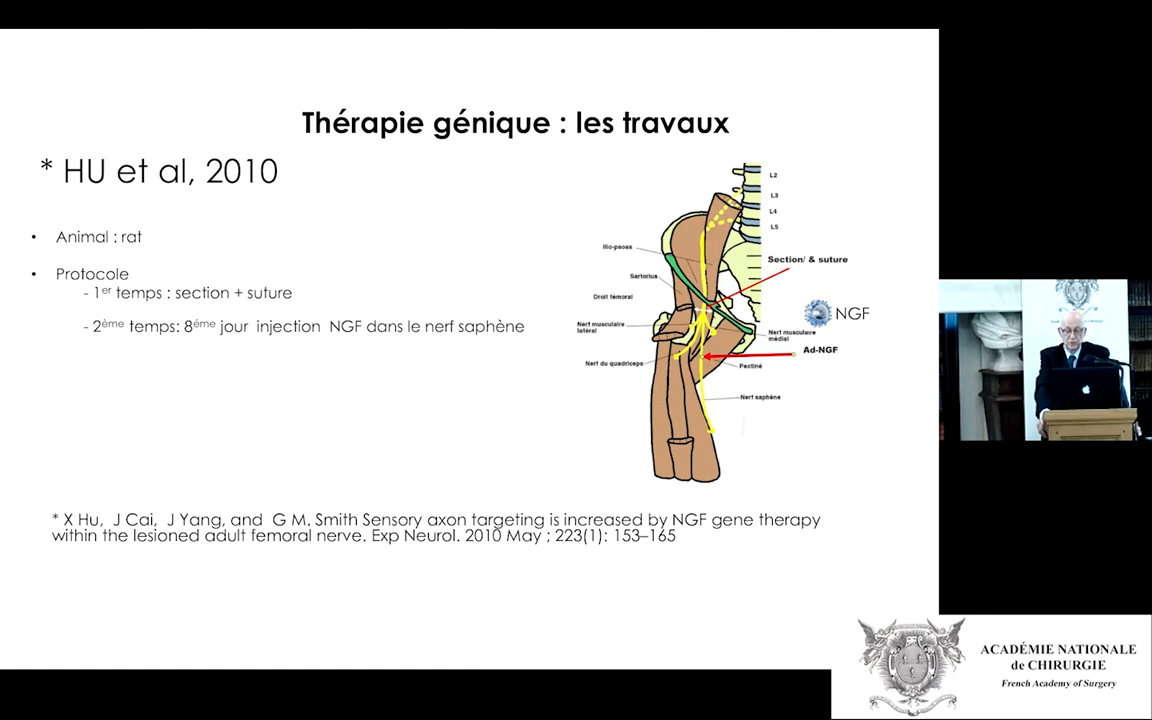 Thérapie génique : les travaux
* HU et al, 2010
• Animal : rat
• Protocole
- 1er temps : section + suture
- 2ème temps: 8éme jour injection NGF dans le nerf saphène
L2
L3
L4
L5
Ilio-psoas
Section/ & suture
Sartorius
Droit fémoral
NGF
Nerf musculaire
latéral
Nerf musculaire
médial
Ad-NGF
Nerf du quadriceps
Pectiné
Nerf saphène
* X Hu, J Cai, J Yang, and G M. Smith Sensory axon targeting is increased by NGF gene therapy
within the lesioned adult femoral nerve. Exp Neurol. 2010 May ; 223(1): 153–165
ACADÉMIE NATIONALE
de CHIRURGIE
French Academy of Surgery